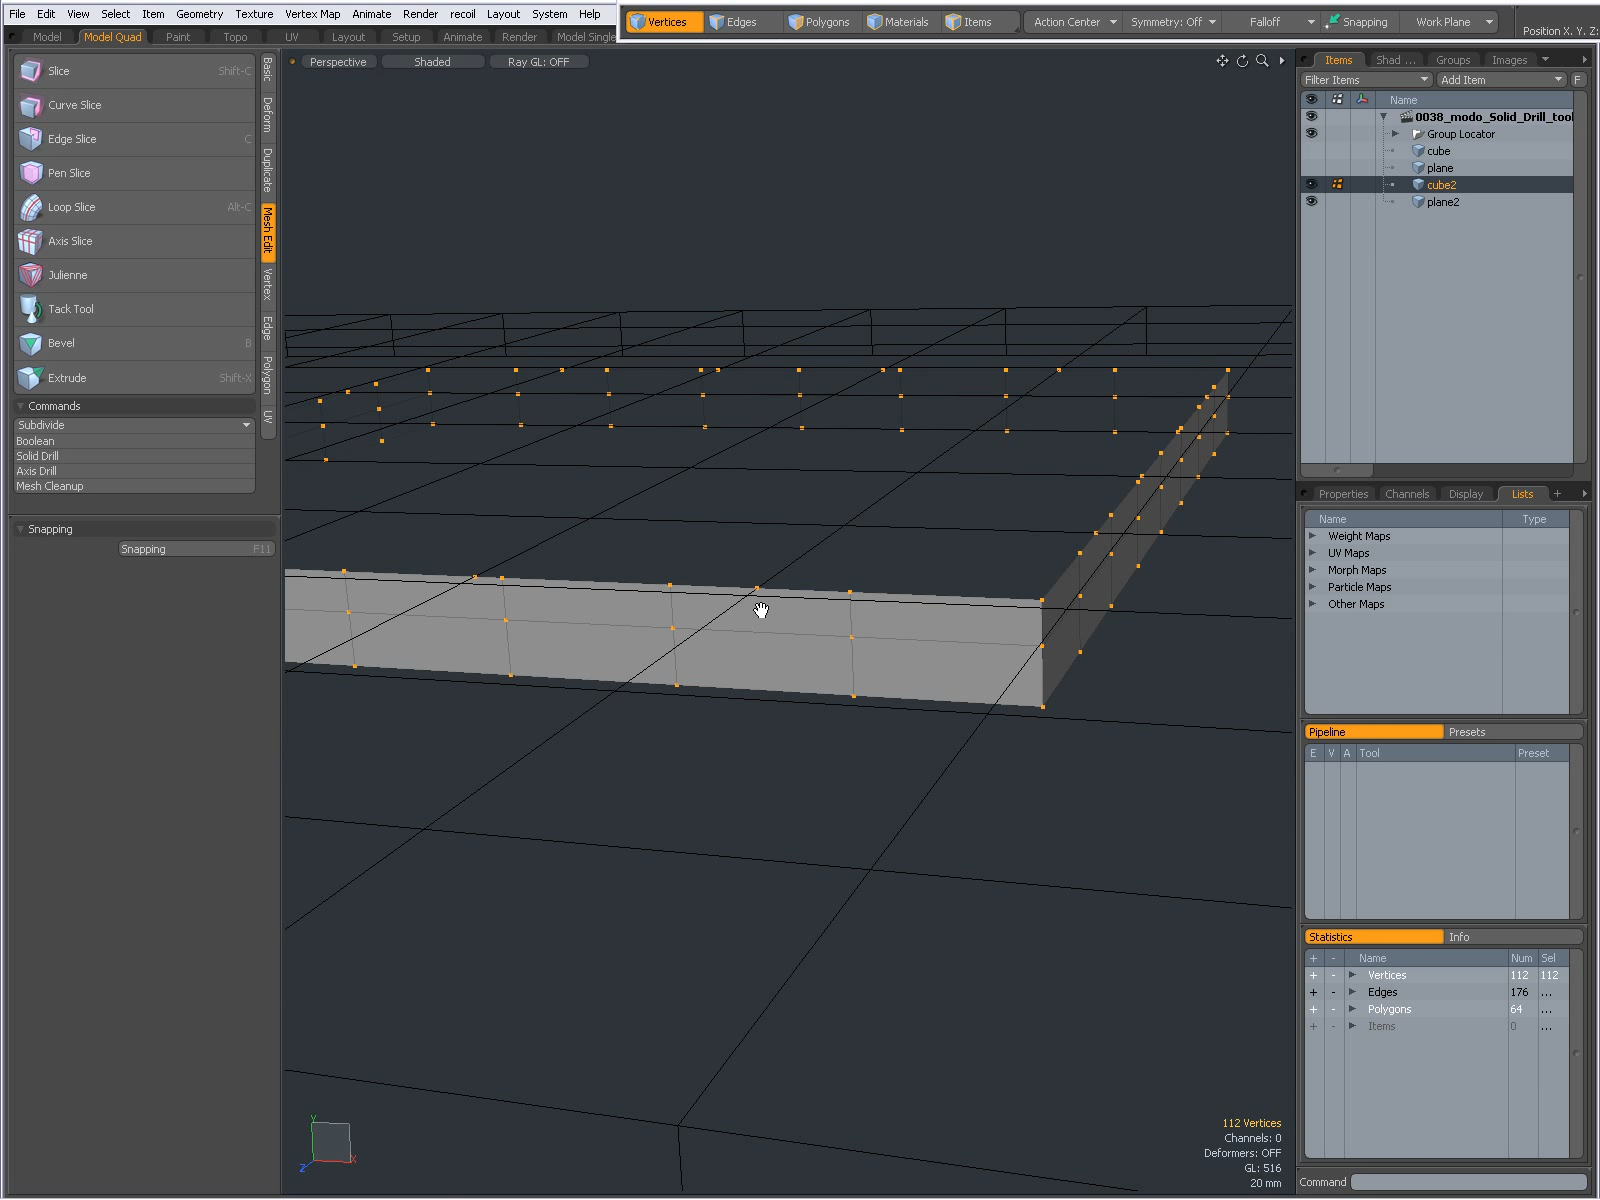 File Edit View Select Item Geometry Texture Vertex Map Animate Render recoil Layout System Help
Vertices Edges Polygons Materials Items Action Center Symmetry: Off Falloff Snapping Work Plane Position X, Y, Z:
Model Model Quad Paint Topo UV Layout Setup Animate Render Model Single
Perspective Shaded Ray GL: OFF
Slice Shift-C
Curve Slice
Edge Slice C
Pen Slice
Loop Slice Alt-C
Axis Slice
Julienne
Tack Tool
Bevel B
Extrude Shift-X
Basic
Deform
Duplicate
Mesh Edit
Vertex
Edge
Polygon
UV
Commands
Subdivide
Boolean
Solid Drill
Axis Drill
Mesh Cleanup
Snapping
Snapping F11
112 Vertices
Channels: 0
Deformers: OFF
GL: 516
20 mm
Y
Z
X
Items Shad ... Groups Images
Filter Items Add Item F
Name
0038_modo_Solid_Drill_tool
Group Locator
cube
plane
cube2
plane2
Properties Channels Display Lists +
Name Type
Weight Maps
UV Maps
Morph Maps
Particle Maps
Other Maps
Pipeline Presets
E V A Tool Preset
Statistics Info
+ - Name Num Sel
+ - Vertices 112 112
+ - Edges 176 ...
+ - Polygons 64 ...
+ - Items 0 ...
Command